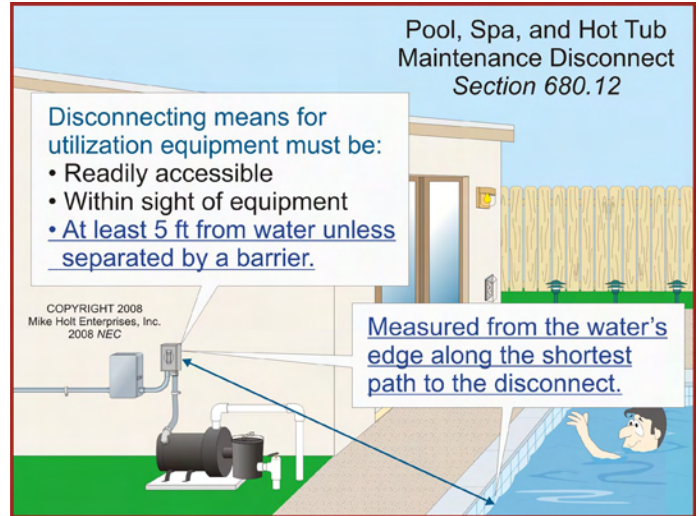 Pool, Spa, and Hot Tub
Maintenance Disconnect
Section 680.12
Disconnecting means for
utilization equipment must be:
• Readily accessible
• Within sight of equipment
• At least 5 ft from water unless
separated by a barrier.
COPYRIGHT 2008
Mike Holt Enterprises, Inc.
2008 NEC
Measured from the water's
edge along the shortest
path to the disconnect.